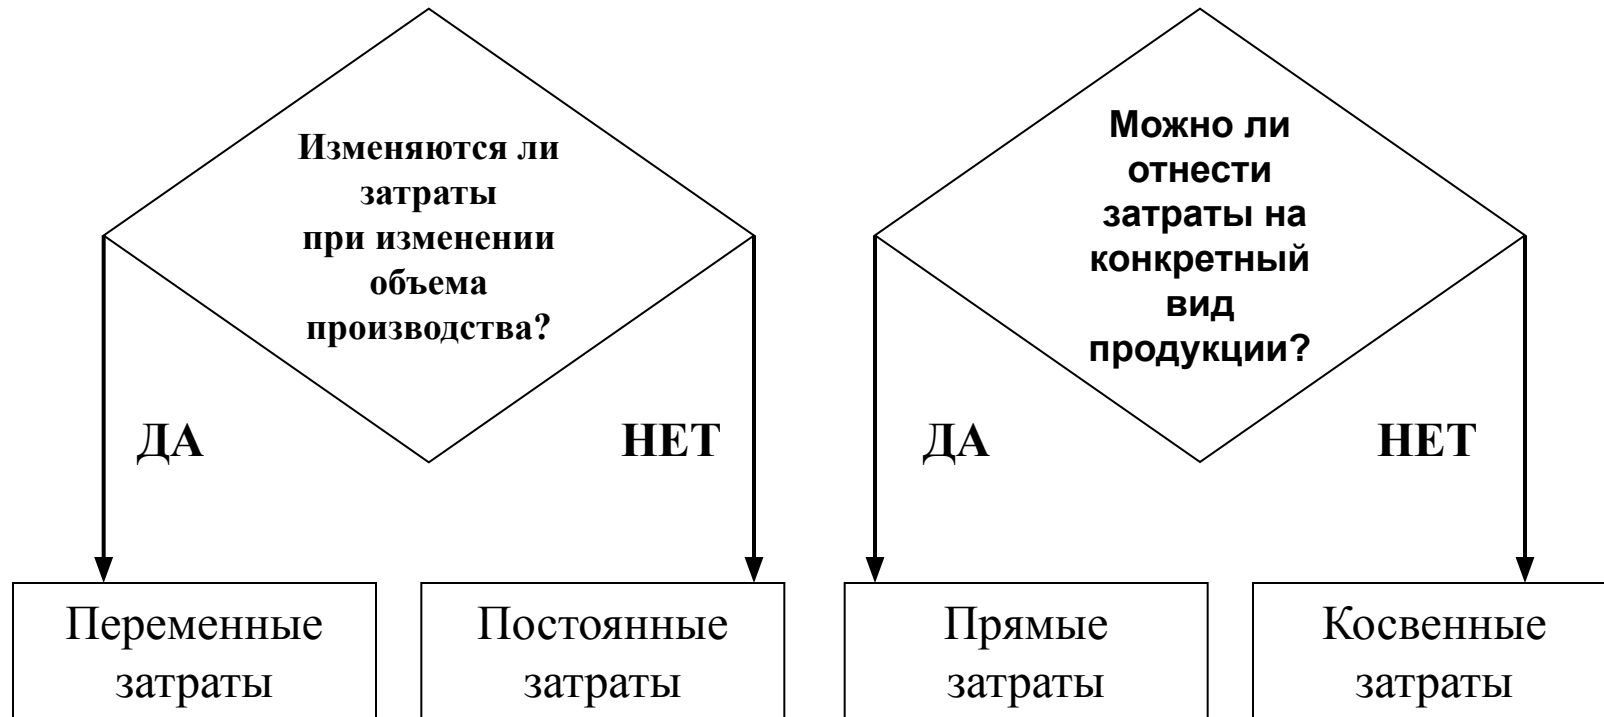 Изменяются ли
затраты
при изменении
объема
производства?
ДА
НЕТ
Переменные
затраты
Постоянные
затраты
Можно ли
отнести
затраты на
конкретный
вид
продукции?
ДА
НЕТ
Прямые
затраты
Косвенные
затраты